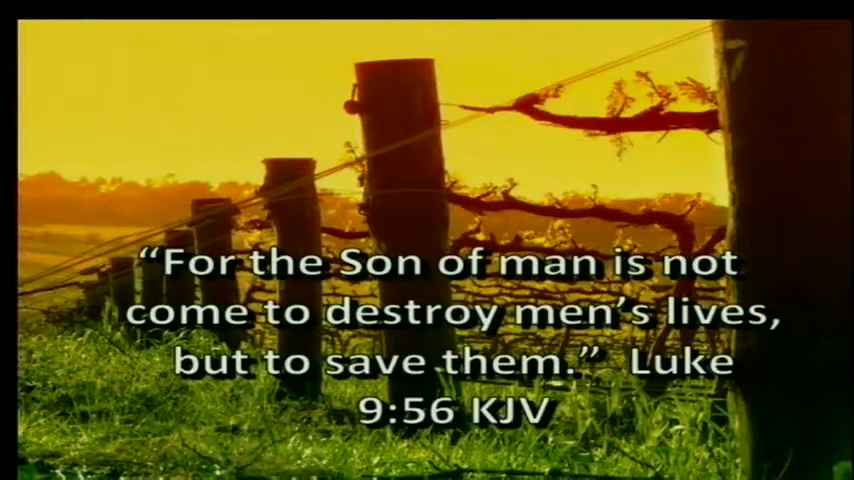 “For the Son of man is not
come to destroy men’s lives,
but to save them.”  Luke
9:56 KJV